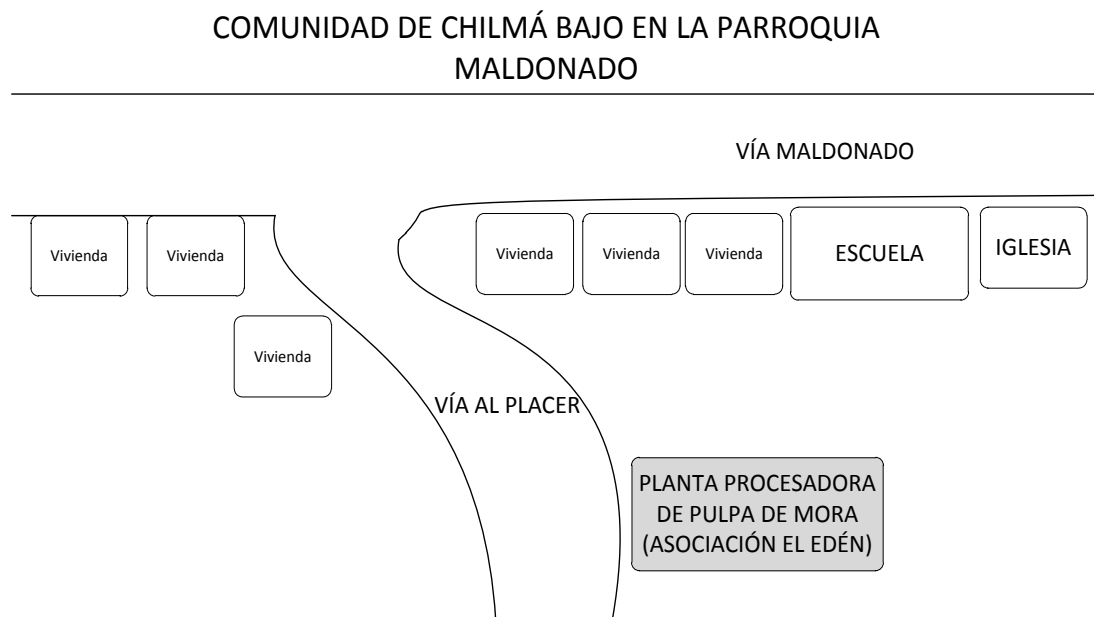 COMUNIDAD DE CHILMÁ BAJO EN LA PARROQUIA
MALDONADO
VÍA MALDONADO
Vivienda
Vivienda
Vivienda
Vivienda
Vivienda
ESCUELA
IGLESIA
Vivienda
VÍA AL PLACER
PLANTA PROCESADORA
DE PULPA DE MORA
(ASOCIACIÓN EL EDÉN)